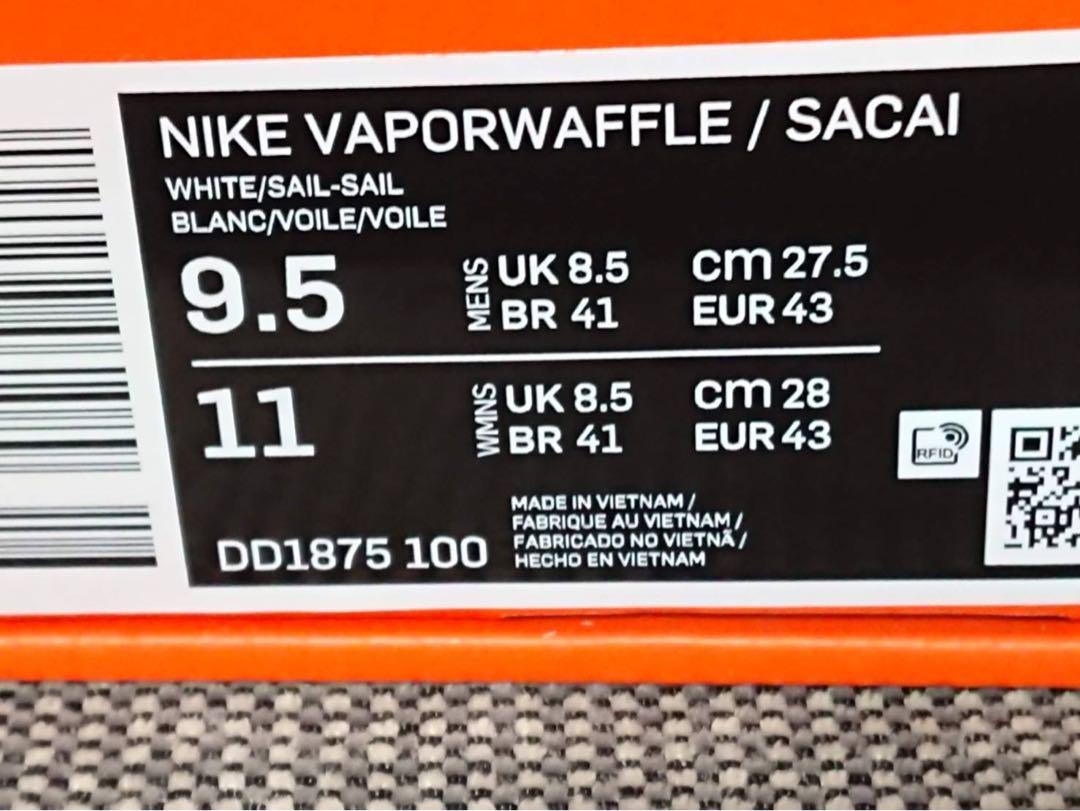 NIKE VAPORWAFFLE / SACAI
WHITE/SAIL-SAIL
BLANC/VOILE/VOILE
9.5 MENS UK 8.5 cm 27.5
BR 41 EUR 43
11 WMNS UK 8.5 cm 28
BR 41 EUR 43
RFID
DD1875 100
MADE IN VIETNAM /
FABRIQUE AU VIETNAM /
FABRICADO NO VIETNÃ /
HECHO EN VIETNAM